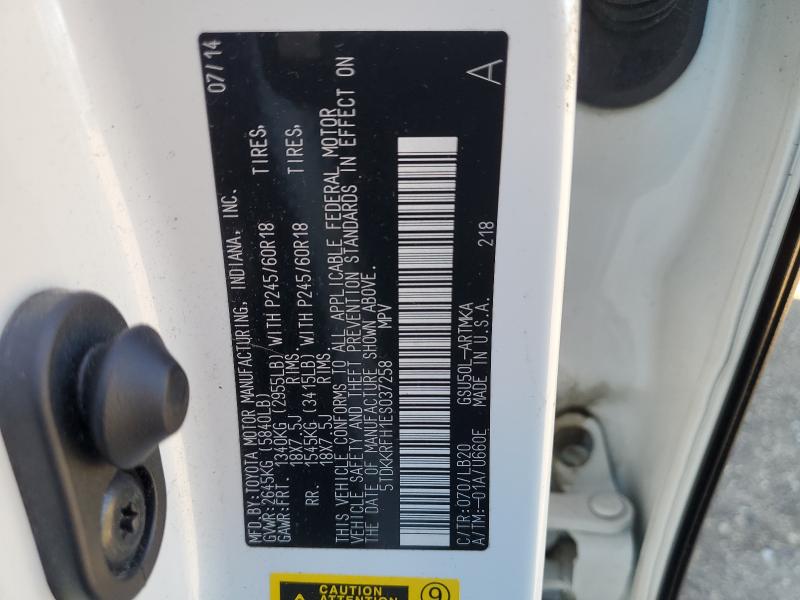 MFD.BY:TOYOTA MOTOR MANUFACTURING, INDIANA, INC. 07/14
GVWR:2645KG(5840LB)
GAWR:FRT. 1340KG (2955LB) WITH P245/60R18 TIRES,
18X7.5J RIMS,
RR. 1545KG (3415LB) WITH P245/60R18 TIRES,
18X7.5J RIMS
THIS VEHICLE CONFORMS TO ALL APPLICABLE FEDERAL MOTOR
VEHICLE SAFETY AND THEFT PREVENTION STANDARDS IN EFFECT ON
THE DATE OF MANUFACTURE SHOWN ABOVE.
5TDKKRFH1ES037258 MPV
C/TR:070/LB20 GSU50L-ARTMKA 218 A
A/TM:-01A/U660E MADE IN U.S.A.
CAUTION 9
ATTENTION